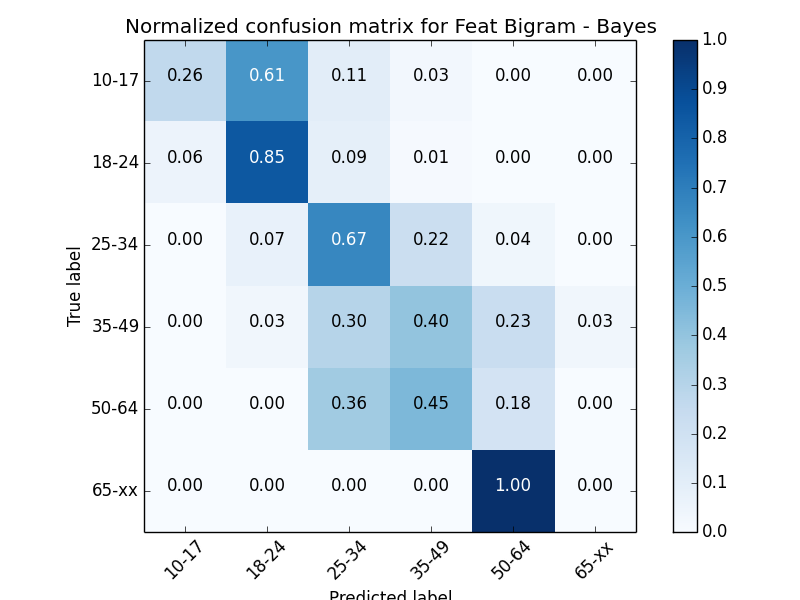 Normalized confusion matrix for Feat Bigram - Bayes
True label
10-17 0.26 0.61 0.11 0.03 0.00 0.00
18-24 0.06 0.85 0.09 0.01 0.00 0.00
25-34 0.00 0.07 0.67 0.22 0.04 0.00
35-49 0.00 0.03 0.30 0.40 0.23 0.03
50-64 0.00 0.00 0.36 0.45 0.18 0.00
65-xx 0.00 0.00 0.00 0.00 1.00 0.00
10-17 18-24 25-34 35-49 50-64 65-xx
Predicted label
1.0
0.9
0.8
0.7
0.6
0.5
0.4
0.3
0.2
0.1
0.0